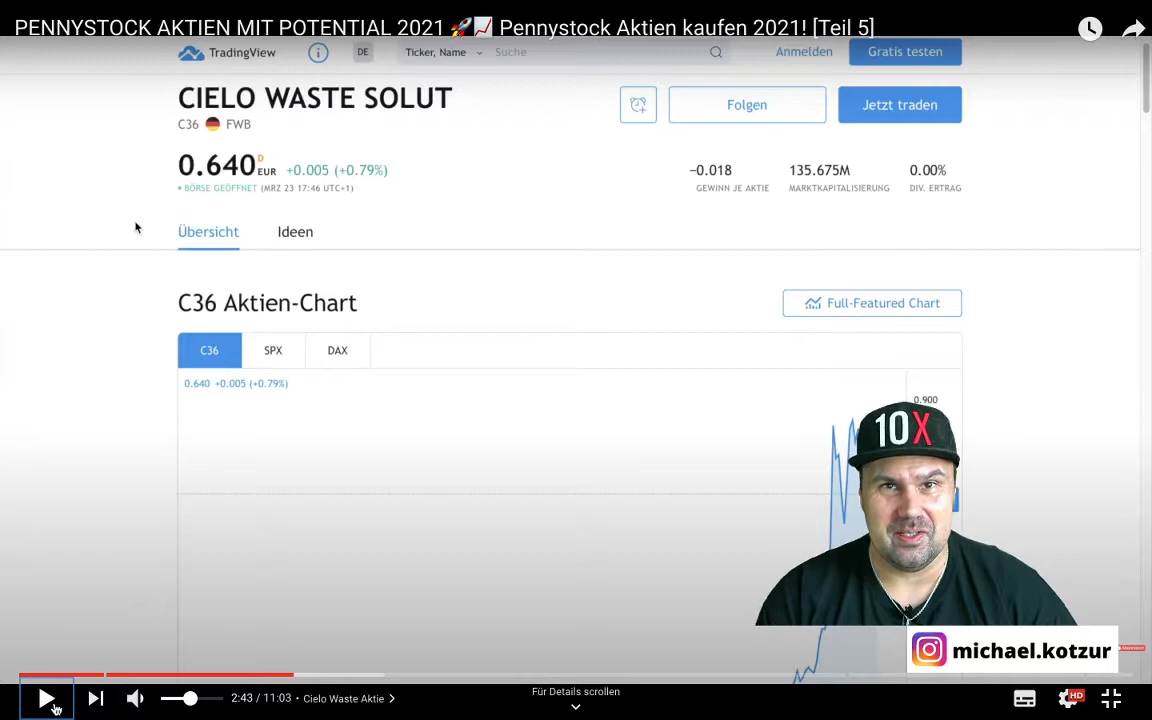 PENNYSTOCK AKTIEN MIT POTENTIAL 2021 🚀📈 Pennystock Aktien kaufen 2021! [Teil 5]
TradingView
DE
Ticker, Name
Suche
Anmelden
Gratis testen
CIELO WASTE SOLUT
C36 FWB
Folgen
Jetzt traden
0.640 D EUR +0.005 (+0.79%)
• BÖRSE GEÖFFNET (MRZ 23 17:46 UTC+1)
−0.018 135.675M 0.00%
GEWINN JE AKTIE MARKTKAPITALISIERUNG DIV. ERTRAG
Übersicht Ideen
C36 Aktien-Chart
Full-Featured Chart
C36 SPX DAX
0.640 +0.005 (+0.79%)
0.900
10X
michael.kotzur
2:43 / 11:03 • Cielo Waste Aktie
Für Details scrollen
HD